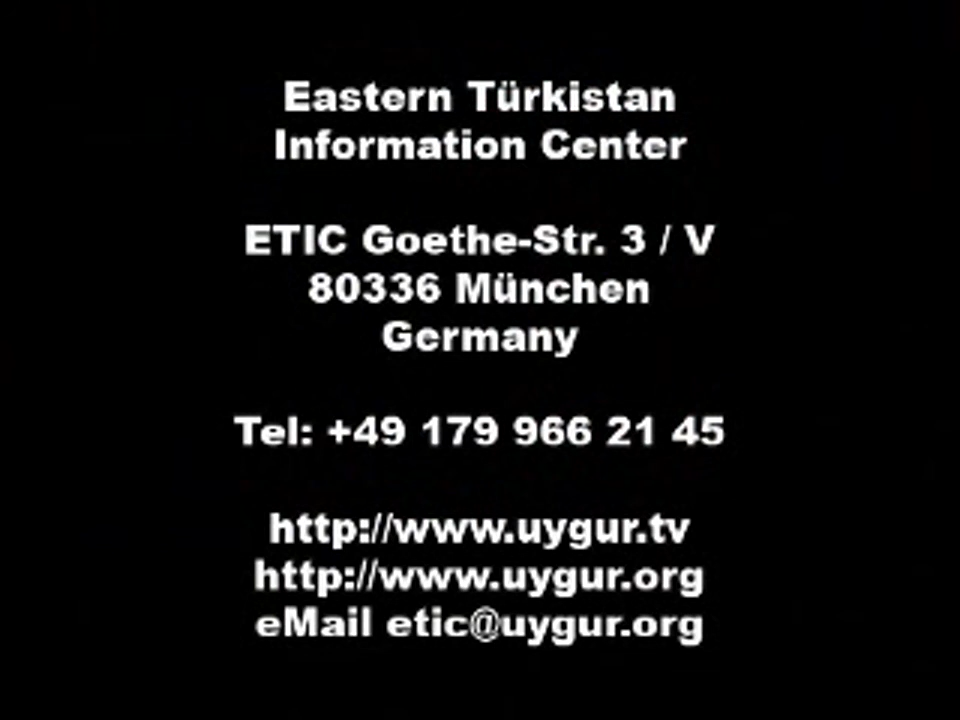 Eastern Türkistan
Information Center
ETIC Goethe-Str. 3 / V
80336 München
Germany
Tel: +49 179 966 21 45
http://www.uygur.tv
http://www.uygur.org
eMail etic@uygur.org